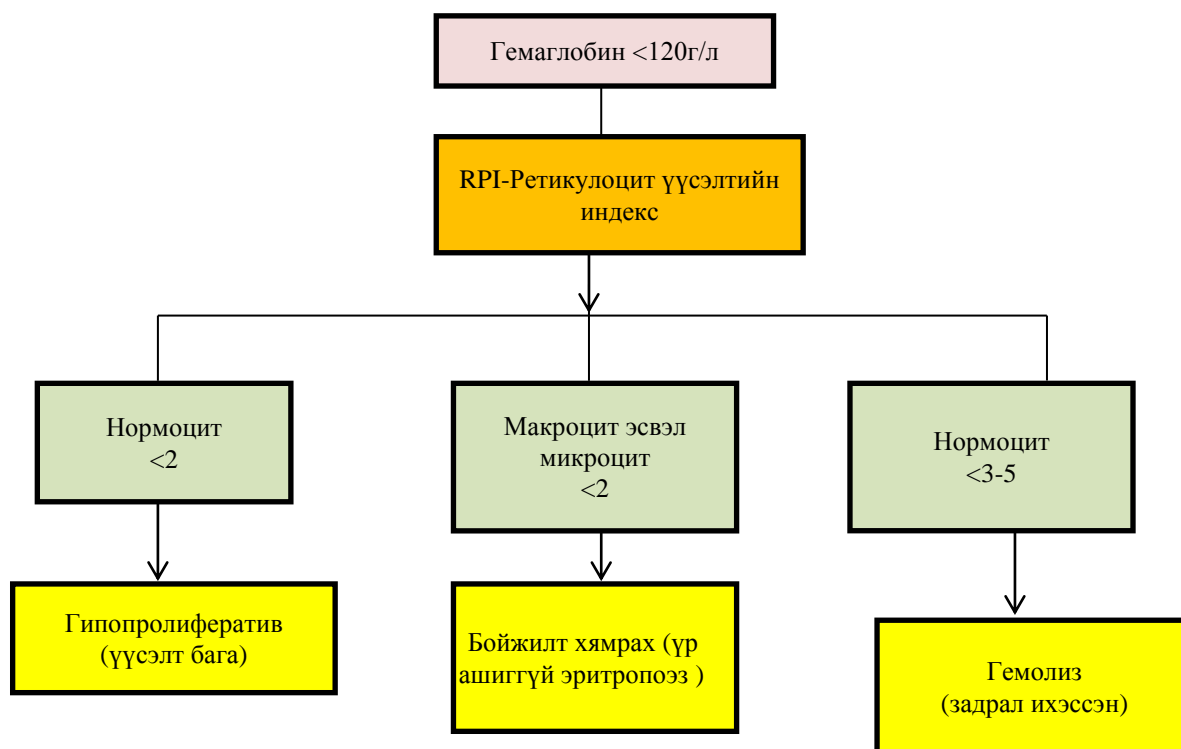 Гемаглобин <120г/л
RPI-Ретикулоцит үүсэлтийн
индекс
Нормоцит
<2
Макроцит эсвэл
микроцит
<2
Нормоцит
<3-5
Гипопролифератив
(үүсэлт бага)
Бойжилт хямрах (үр
ашиггүй эритропоэз )
Гемолиз
(задрал ихэссэн)